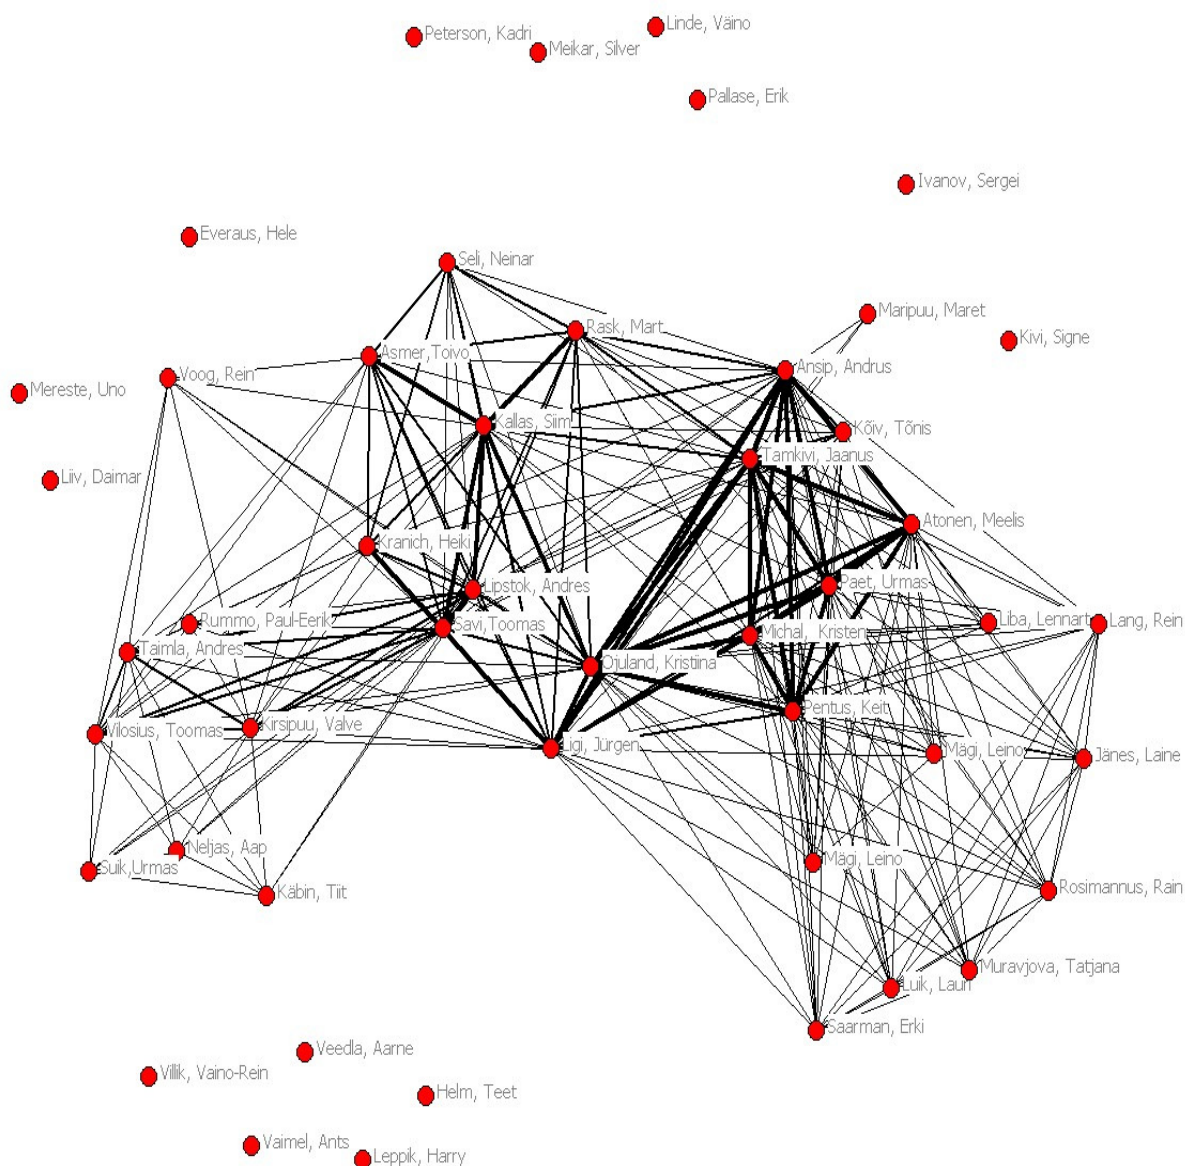 Linde, Väino
Peterson, Kadri
Meikar, Silver
Pallase, Erik
Ivanov, Sergei
Everaus, Hele
Seli, Neinar
Maripuu, Maret
Rask, Mart
Kivi, Signe
Asmer,Toivo
Ansip, Andrus
Voog, Rein
Mereste, Uno
Kallas, Siim
Kõiv, Tõnis
Tamkivi, Jaanus
Liiv, Daimar
Atonen, Meelis
Kranich, Heiki
Lipstok, Andres
Paet, Urmas
Rummo, Paul-Eerik
Liba, Lennart
Lang, Rein
Savi,Toomas
Michal, Kristen
Taimla, Andres
Ojuland, Kristina
Pentus, Keit
Kirsipuu, Valve
Vilosius, Toomas
Ligi, Jürgen
Mägi, Leino
Jänes, Laine
Neljas, Aap
Mägi, Leino
Suik,Urmas
Käbin, Tiit
Rosimannus, Rain
Muravjova, Tatjana
Luik, Lauri
Saarman, Erki
Veedla, Aarne
Villik, Vaino-Rein
Helm, Teet
Vaimel, Ants
Leppik, Harry